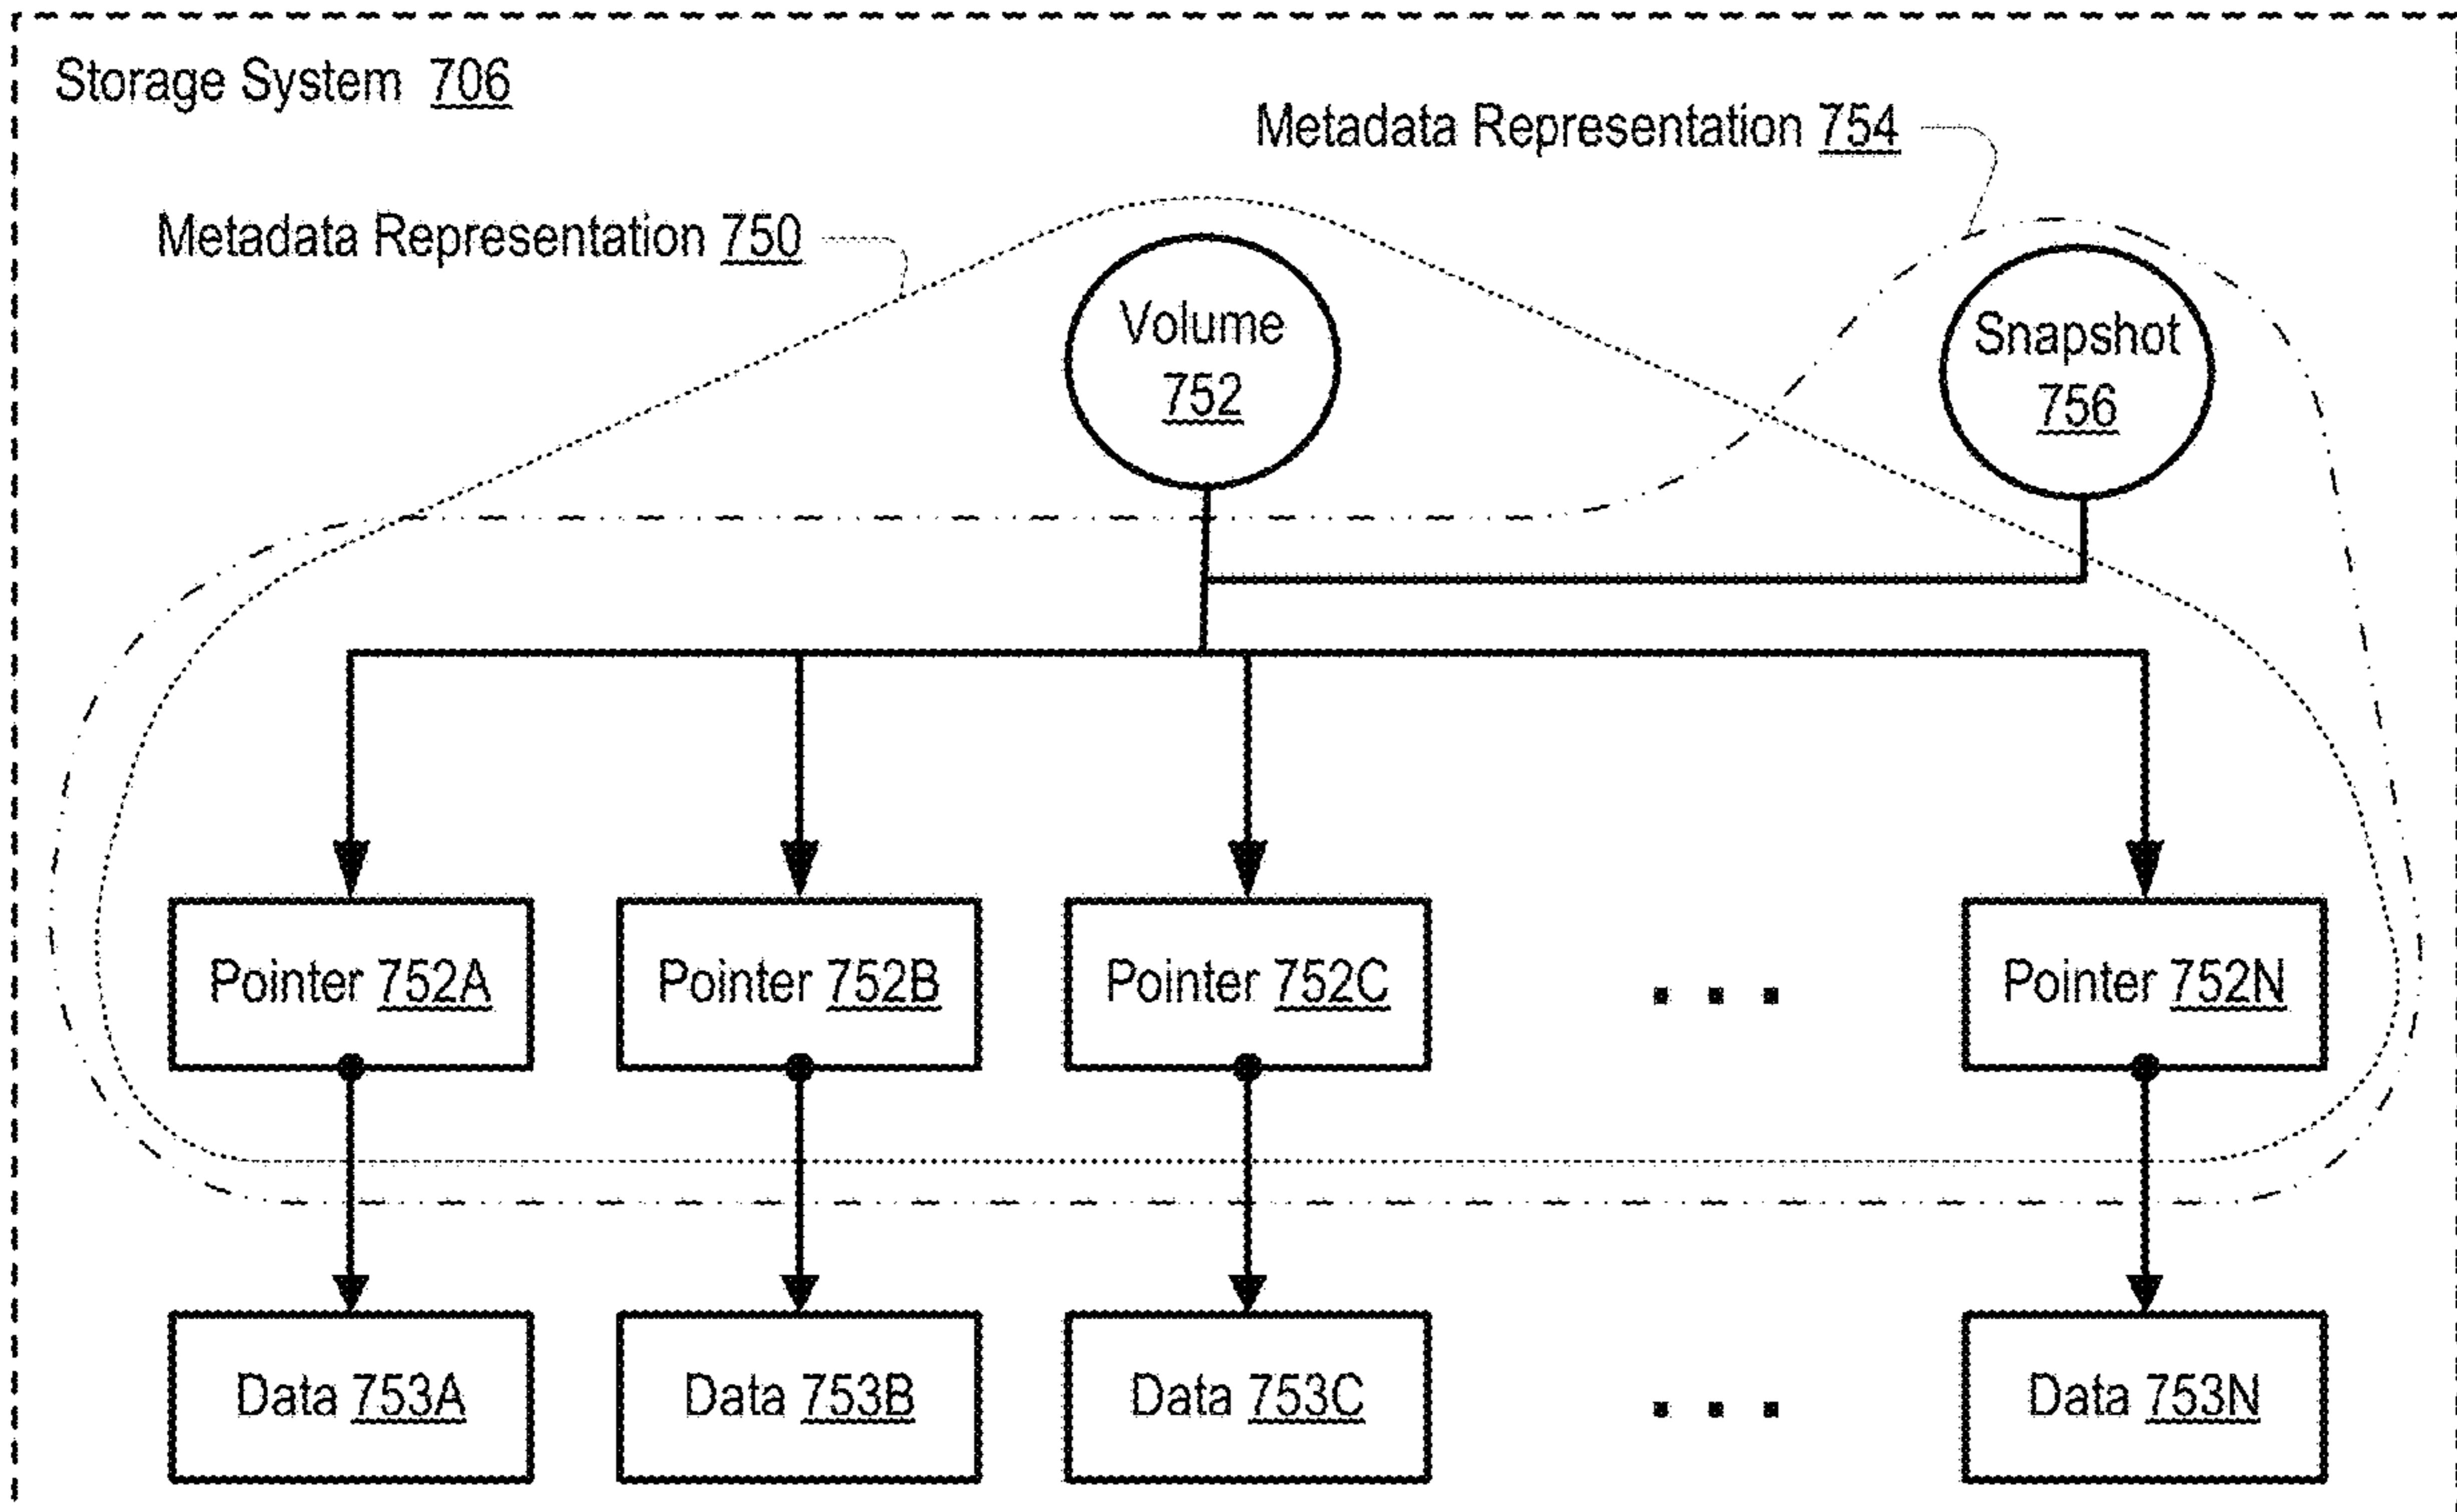 Storage System 706
Metadata Representation 754
Metadata Representation 750
Volume
752
Snapshot
756
Pointer 752A
Pointer 752B
Pointer 752C
. . .
Pointer 752N
Data 753A
Data 753B
Data 753C
. . .
Data 753N